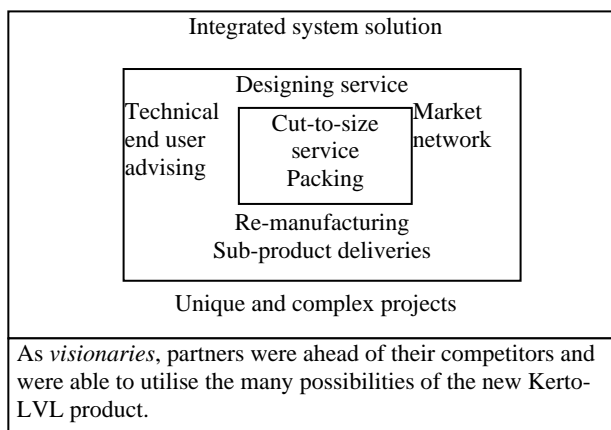 Integrated system solution
Designing service
Technical
end user
advising
Cut-to-size
service
Packing
Market
network
Re-manufacturing
Sub-product deliveries
Unique and complex projects
As visionaries, partners were ahead of their competitors and
were able to utilise the many possibilities of the new Kerto-
LVL product.